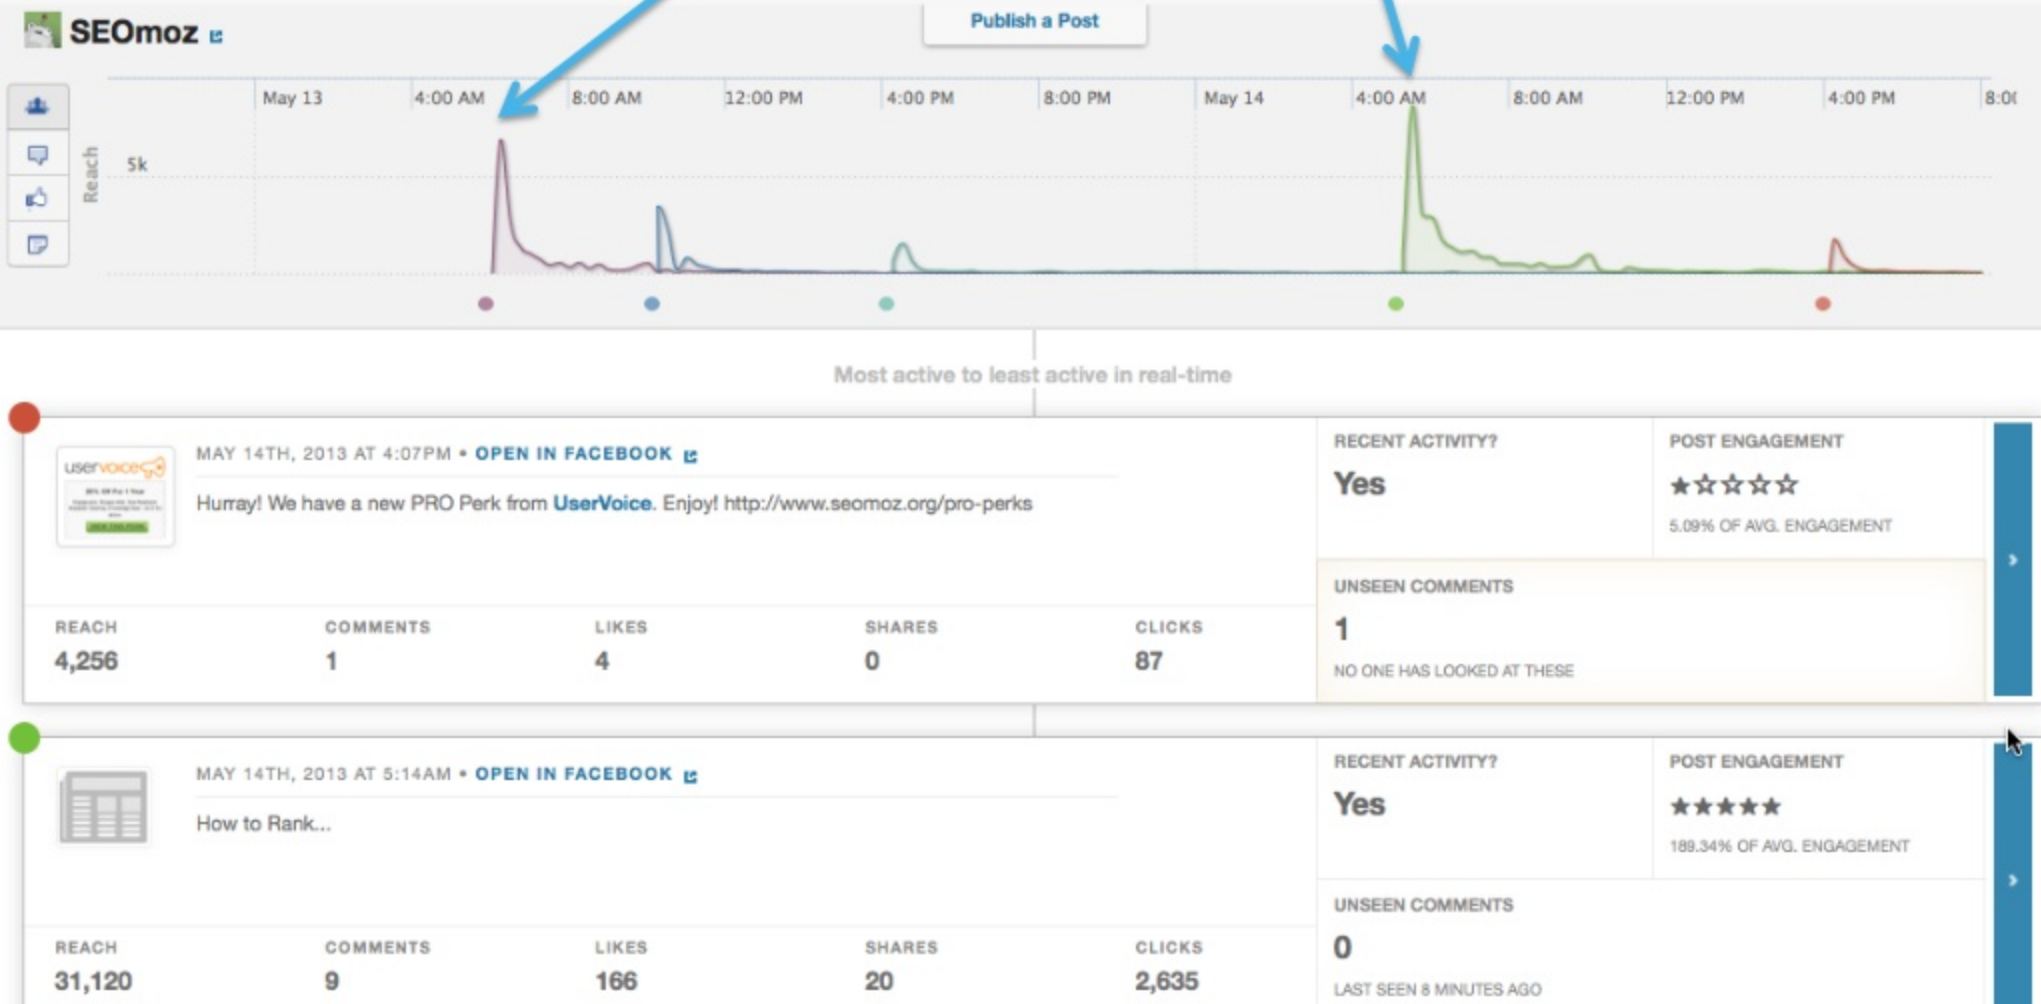 SEOmoz
Publish a Post
May 13 4:00 AM 8:00 AM 12:00 PM 4:00 PM 8:00 PM May 14 4:00 AM 8:00 AM 12:00 PM 4:00 PM 8:0
Reach
5k
Most active to least active in real-time
uservoice
MAY 14TH, 2013 AT 4:07PM • OPEN IN FACEBOOK
Hurray! We have a new PRO Perk from UserVoice. Enjoy! http://www.seomoz.org/pro-perks
REACH COMMENTS LIKES SHARES CLICKS
4,256 1 4 0 87
RECENT ACTIVITY? POST ENGAGEMENT
Yes ★☆☆☆☆
5.09% OF AVG. ENGAGEMENT
UNSEEN COMMENTS
1
NO ONE HAS LOOKED AT THESE
MAY 14TH, 2013 AT 5:14AM • OPEN IN FACEBOOK
How to Rank...
REACH COMMENTS LIKES SHARES CLICKS
31,120 9 166 20 2,635
RECENT ACTIVITY? POST ENGAGEMENT
Yes ★★★★★
189.34% OF AVG. ENGAGEMENT
UNSEEN COMMENTS
0
LAST SEEN 8 MINUTES AGO